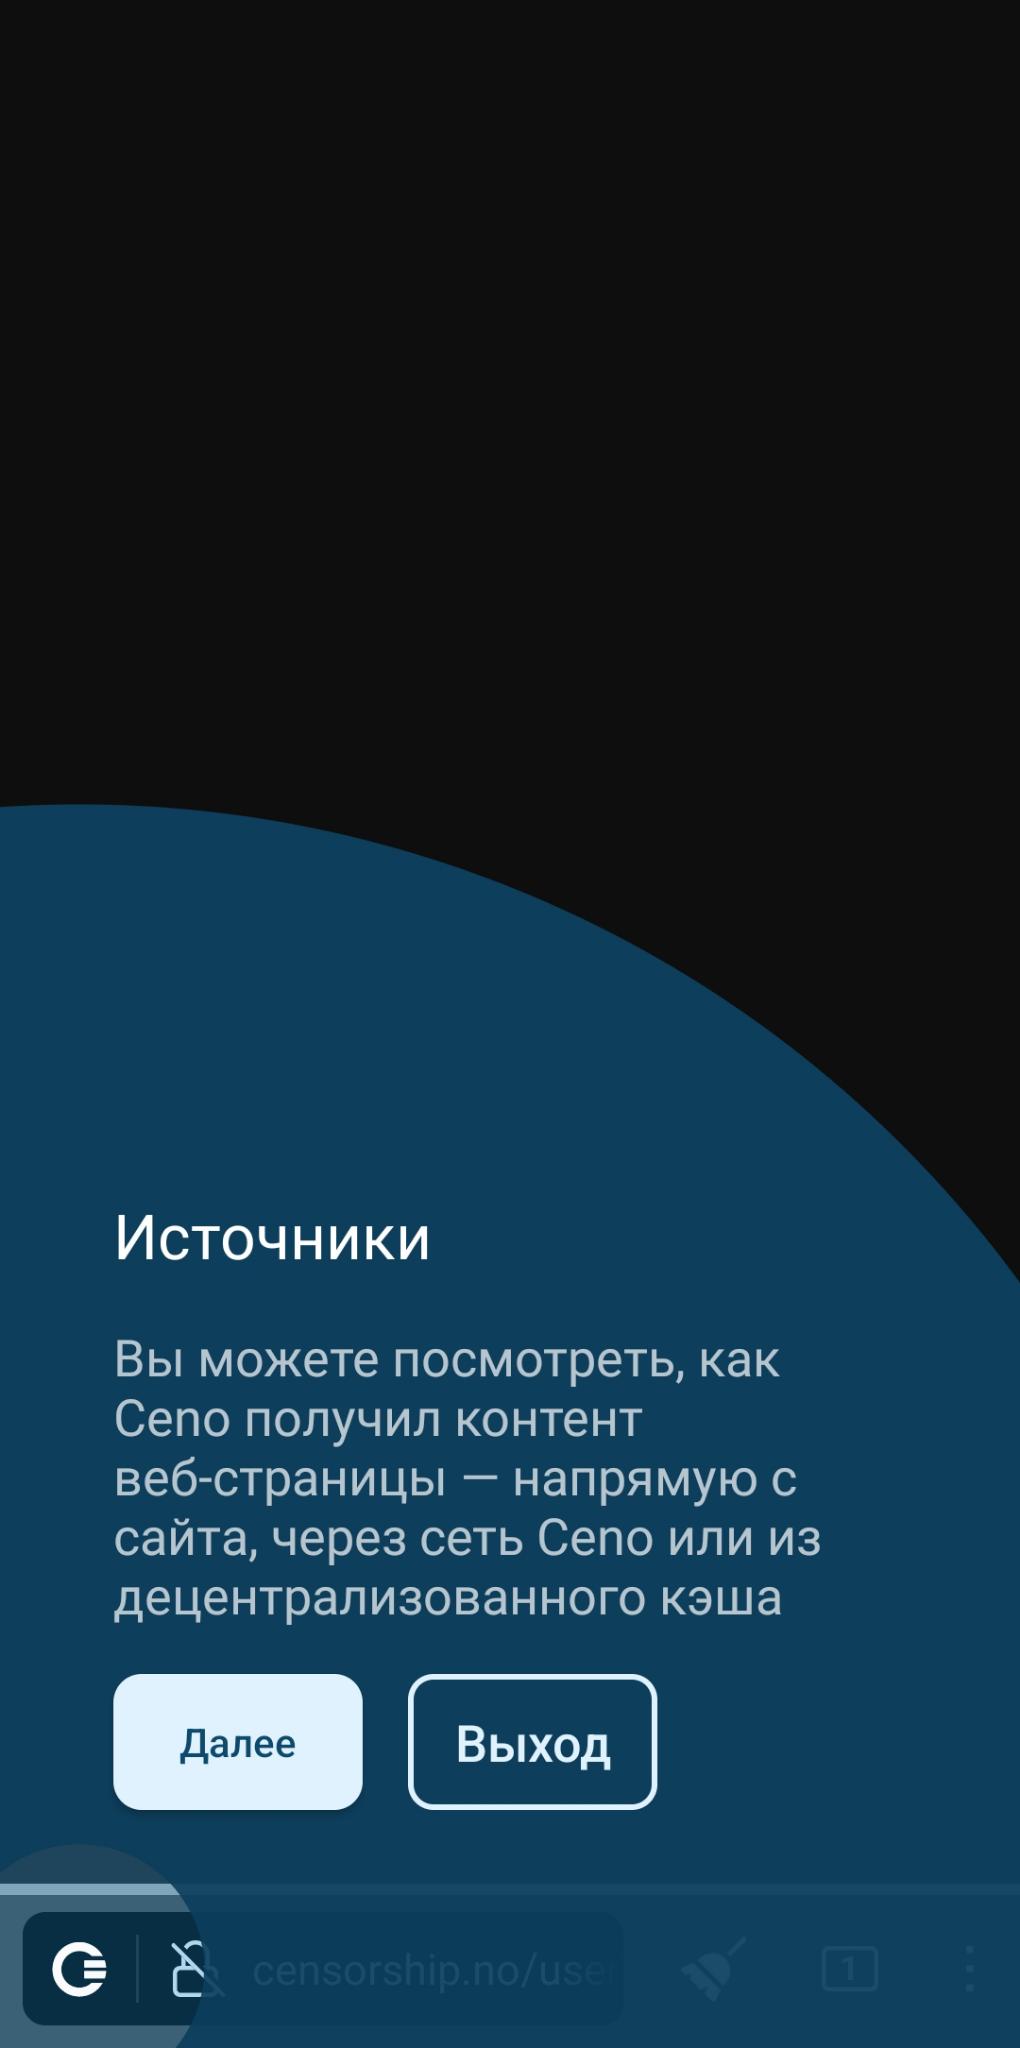 Источники
Вы можете посмотреть, как
Ceno получил контент
веб-страницы — напрямую с
сайта, через сеть Ceno или из
децентрализованного кэша
Далее
Выход
censorship.no/user
1